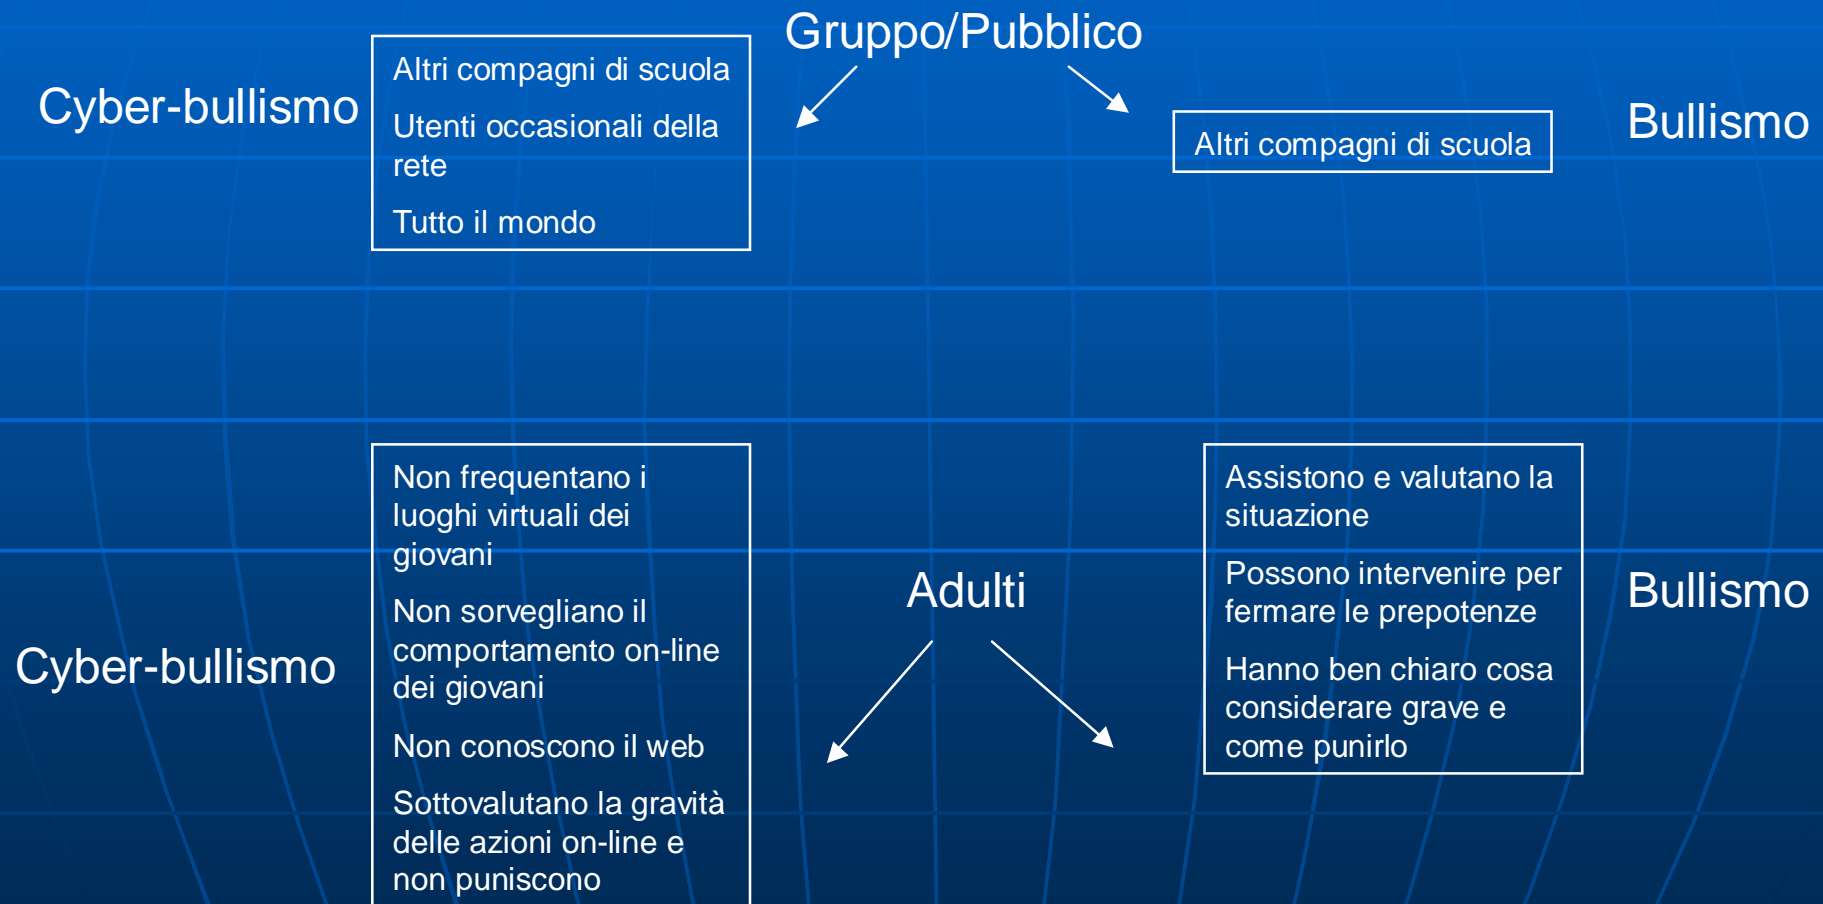 Gruppo/Pubblico
Cyber-bullismo
Altri compagni di scuola
Utenti occasionali della
rete
Tutto il mondo
Altri compagni di scuola
Bullismo
Adulti
Cyber-bullismo
Non frequentano i
luoghi virtuali dei
giovani
Non sorvegliano il
comportamento on-line
dei giovani
Non conoscono il web
Sottovalutano la gravità
delle azioni on-line e
non puniscono
Assistono e valutano la
situazione
Possono intervenire per
fermare le prepotenze
Hanno ben chiaro cosa
considerare grave e
come punirlo
Bullismo